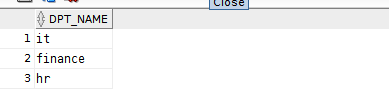 Close
DPT_NAME
1 it
2 finance
3 hr